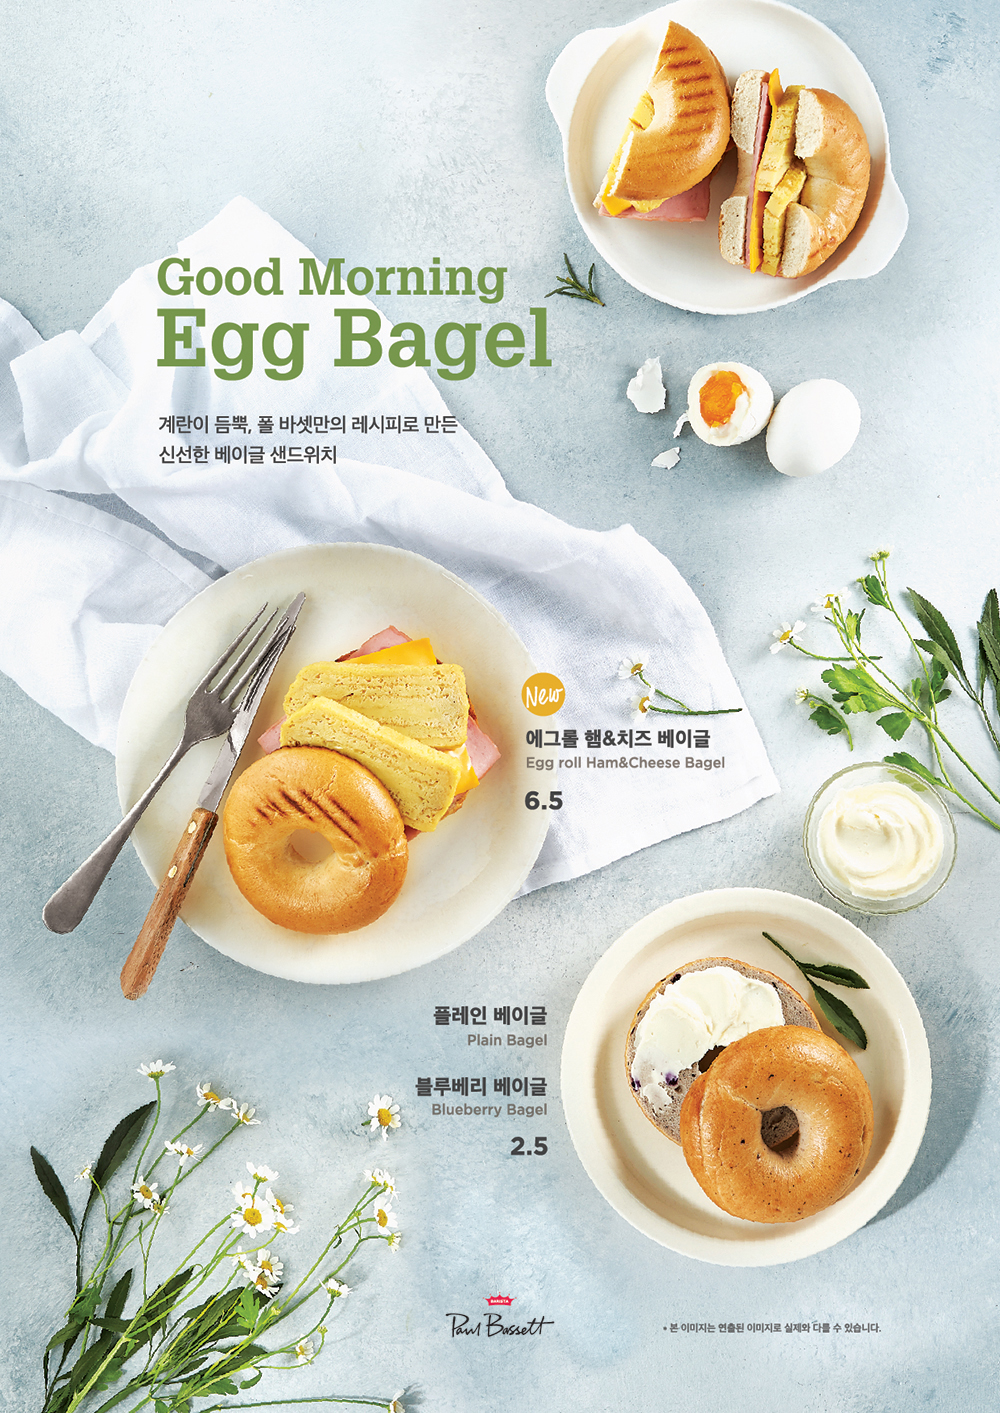 Good Morning
Egg Bagel
계란이 듬뿍, 폴 바셋만의 레시피로 만든
신선한 베이글 샌드위치
New
에그롤 햄&치즈 베이글
Egg roll Ham&Cheese Bagel
6.5
플레인 베이글
Plain Bagel
블루베리 베이글
Blueberry Bagel
2.5
BARISTA
Paul Bassett
* 본 이미지는 연출된 이미지로 실제와 다를 수 있습니다.